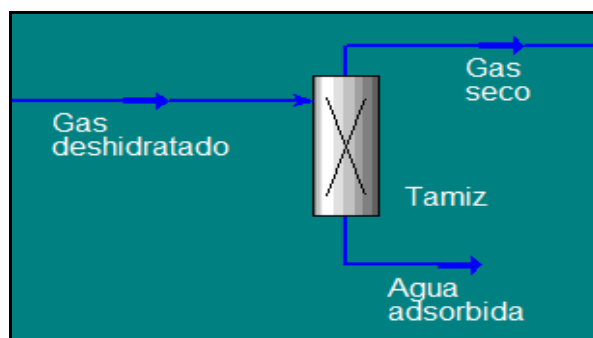 Gas
seco
Gas
deshidratado
Tamiz
Agua
adsorbida